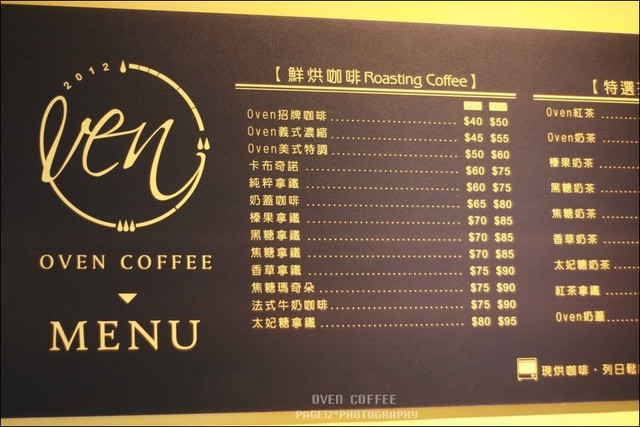 2012
Oven
OVEN COFFEE
MENU
【鮮烘咖啡 Roasting Coffee】
Oven招牌咖啡 $40 $50
Oven義式濃縮 $45 $55
Oven美式特調 $50 $60
卡布奇諾 $60 $75
純粹拿鐵 $60 $75
奶蓋咖啡 $65 $80
榛果拿鐵 $70 $85
黑糖拿鐵 $70 $85
焦糖拿鐵 $70 $85
香草拿鐵 $75 $90
焦糖瑪奇朵 $75 $90
法式牛奶咖啡 $75 $90
太妃糖拿鐵 $80 $95
【特選
Oven紅茶
Oven奶茶
榛果奶茶
黑糖奶茶
焦糖奶茶
香草奶茶
太妃糖奶茶
紅茶拿鐵
Oven奶蓋
現烘咖啡．列日鬆
OVEN COFFEE
PAGE12*PHOTOGRAPHY